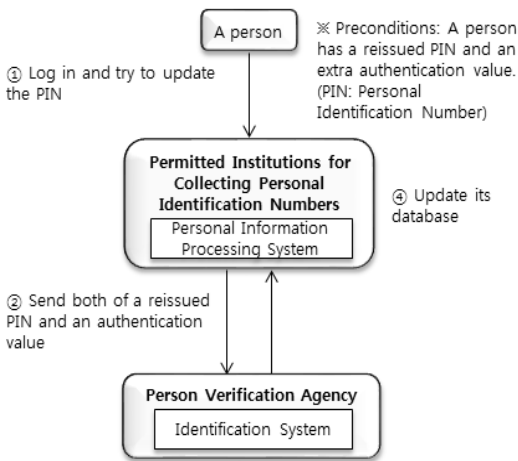 A person
※ Preconditions: A person
has a reissued PIN and an
extra authentication value.
(PIN: Personal
Identification Number)
① Log in and try to update
the PIN
Permitted Institutions for
Collecting Personal
Identification Numbers
Personal Information
Processing System
④ Update its
database
② Send both of a reissued
PIN and an authentication
value
Person Verification Agency
Identification System